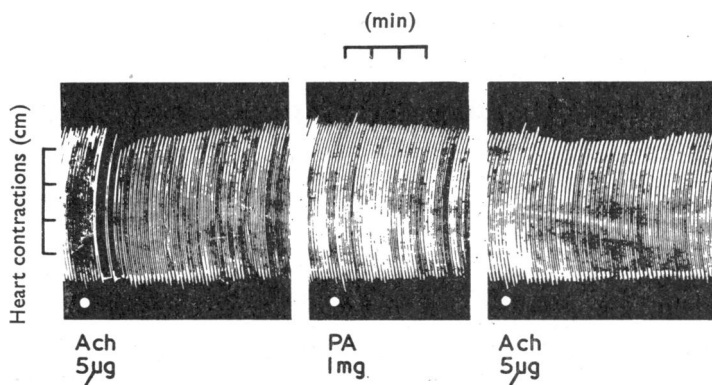 (min)
Heart contractions (cm)
Ach
5µg
PA
1mg
Ach
5µg